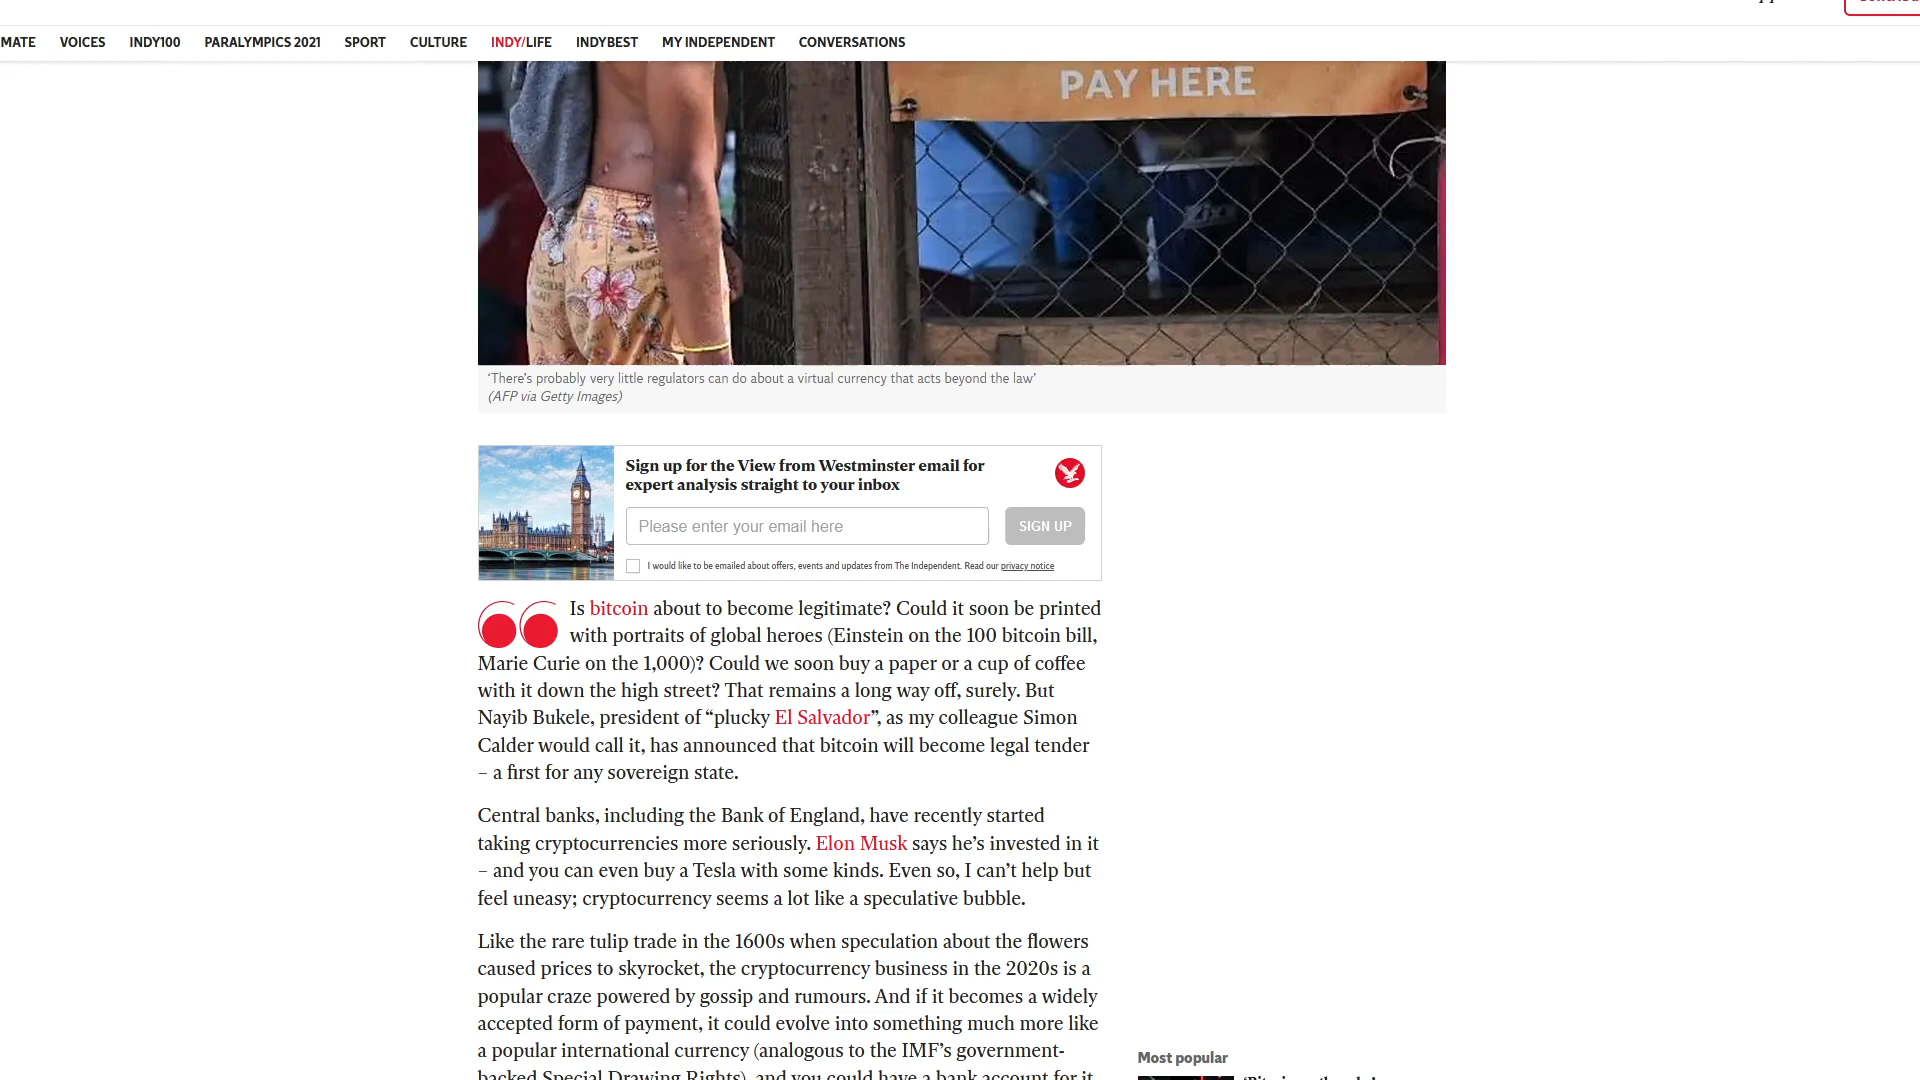 MATE VOICES INDY100 PARALYMPICS 2021 SPORT CULTURE INDY/LIFE INDYBEST MY INDEPENDENT CONVERSATIONS
PAY HERE
‘There’s probably very little regulators can do about a virtual currency that acts beyond the law’
(AFP via Getty Images)
Sign up for the View from Westminster email for
expert analysis straight to your inbox
Please enter your email here
SIGN UP
I would like to be emailed about offers, events and updates from The Independent. Read our privacy notice
Is bitcoin about to become legitimate? Could it soon be printed
with portraits of global heroes (Einstein on the 100 bitcoin bill,
Marie Curie on the 1,000)? Could we soon buy a paper or a cup of coffee
with it down the high street? That remains a long way off, surely. But
Nayib Bukele, president of “plucky El Salvador”, as my colleague Simon
Calder would call it, has announced that bitcoin will become legal tender
– a first for any sovereign state.
Central banks, including the Bank of England, have recently started
taking cryptocurrencies more seriously. Elon Musk says he’s invested in it
– and you can even buy a Tesla with some kinds. Even so, I can’t help but
feel uneasy; cryptocurrency seems a lot like a speculative bubble.
Like the rare tulip trade in the 1600s when speculation about the flowers
caused prices to skyrocket, the cryptocurrency business in the 2020s is a
popular craze powered by gossip and rumours. And if it becomes a widely
accepted form of payment, it could evolve into something much more like
a popular international currency (analogous to the IMF’s government-
backed Special Drawing Rights), and you could have a bank account for it
Most popular